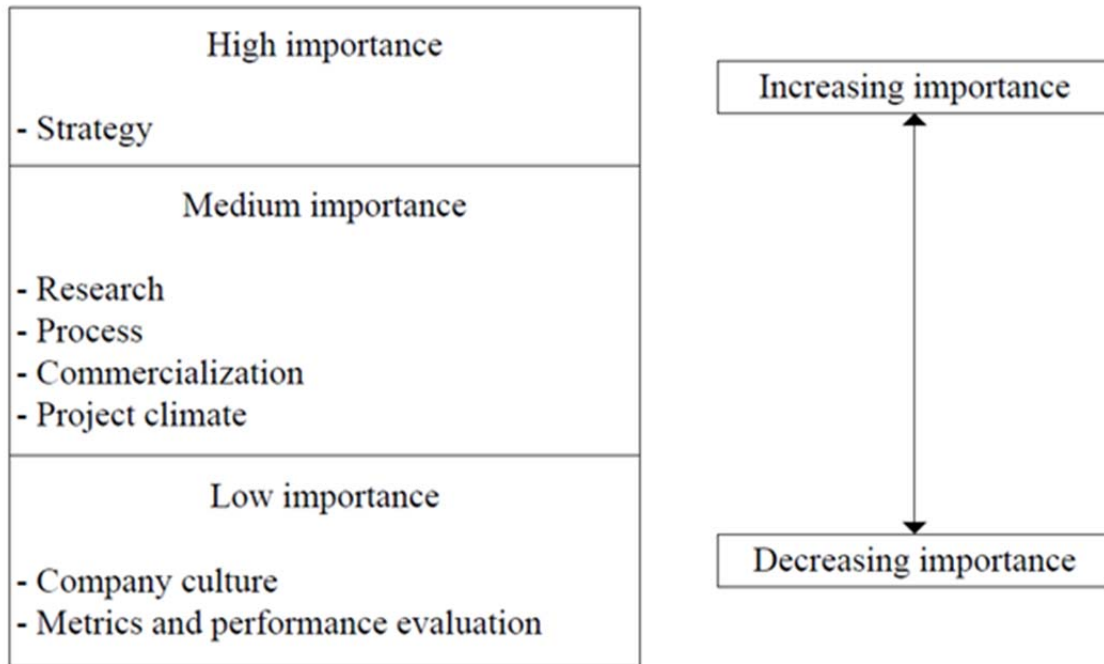 High importance
- Strategy
Medium importance
- Research
- Process
- Commercialization
- Project climate
Low importance
- Company culture
- Metrics and performance evaluation
Increasing importance
Decreasing importance